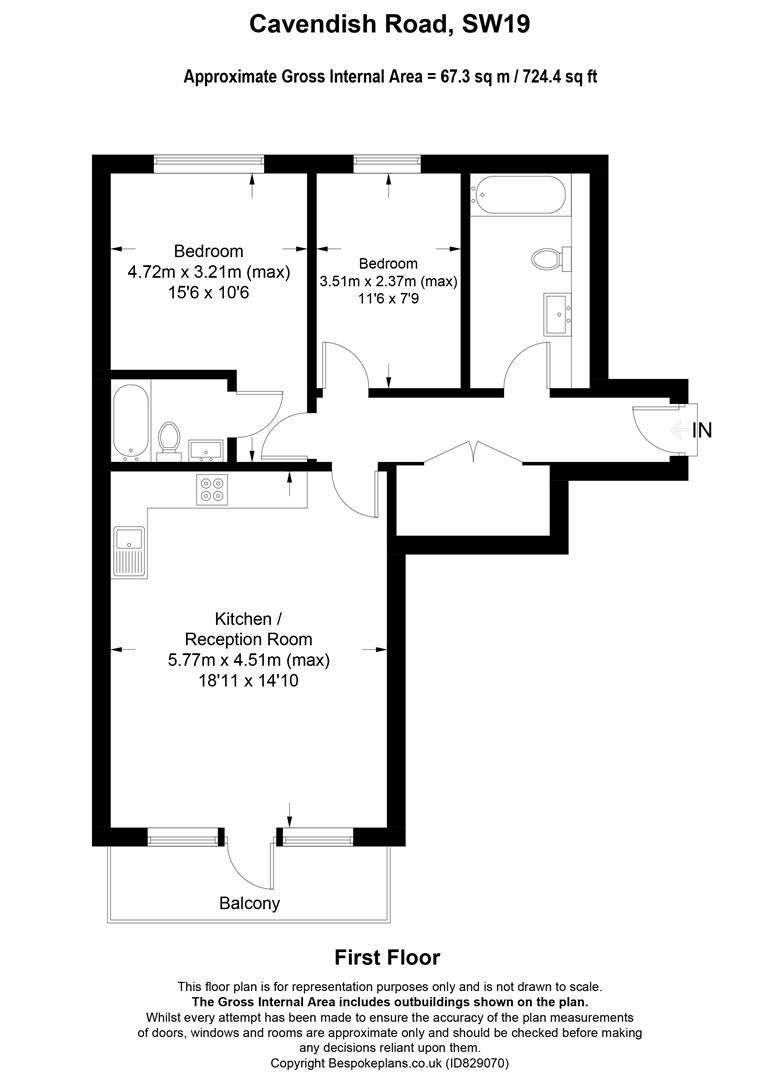 Cavendish Road, SW19
Approximate Gross Internal Area = 67.3 sq m / 724.4 sq ft
Bedroom
4.72m x 3.21m (max)
15'6 x 10'6
Bedroom
3.51m x 2.37m (max)
11'6 x 7'9
IN
Kitchen /
Reception Room
5.77m x 4.51m (max)
18'11 x 14'10
Balcony
First Floor
This floor plan is for representation purposes only and is not drawn to scale.
The Gross Internal Area includes outbuildings shown on the plan.
Whilst every attempt has been made to ensure the accuracy of the plan measurements
of doors, windows and rooms are approximate only and should be checked before making
any decisions reliant upon them.
Copyright Bespokeplans.co.uk (ID829070)